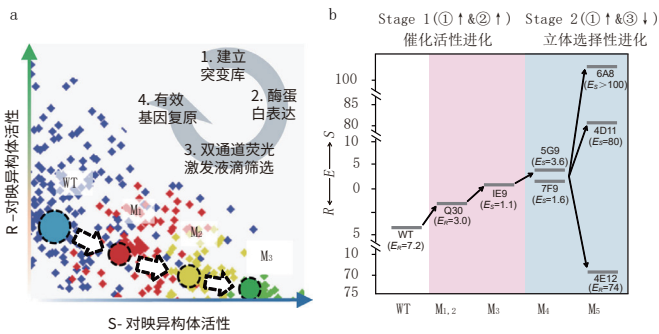 a
1. 建立
突变库
2. 酶蛋
白表达
3. 双通道荧光
激发液滴筛选
4. 有效
基因复原
WT
M1
M2
M3
R -对映异构体活性
S- 对映异构体活性
b
Stage 1(① ↑ &② ↑)
催化活性进化
Stage 2(① ↑ &③ ↓)
立体选择性进化
R ← E → S
100
85
80
10
5
0
5
10
70
75
WT
(ER=7.2)
Q30
(ER=3.0)
IE9
(ES=1.1)
5G9
(ES=3.6)
7F9
(ES=1.6)
6A8
(ES＞100)
4D11
(ES=80)
4E12
(ER=74)
WT
M1,2
M3
M4
M5